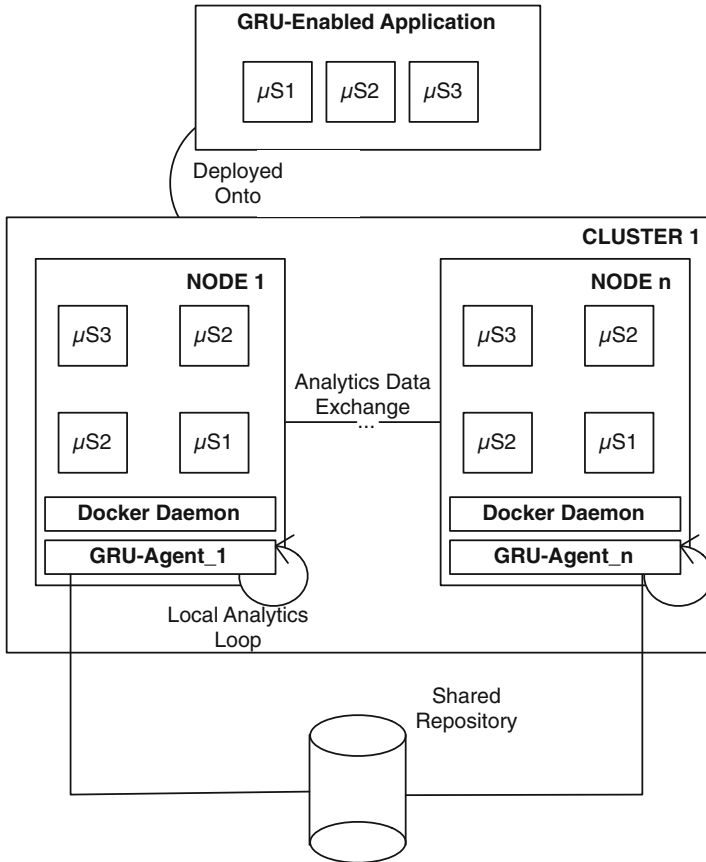 GRU-Enabled Application
µS1 µS2 µS3
Deployed
Onto
CLUSTER 1
NODE 1
µS3 µS2
µS2 µS1
Docker Daemon
GRU-Agent_1
Local Analytics
Loop
Analytics Data
Exchange
...
NODE n
µS3 µS2
µS2 µS1
Docker Daemon
GRU-Agent_n
Shared
Repository